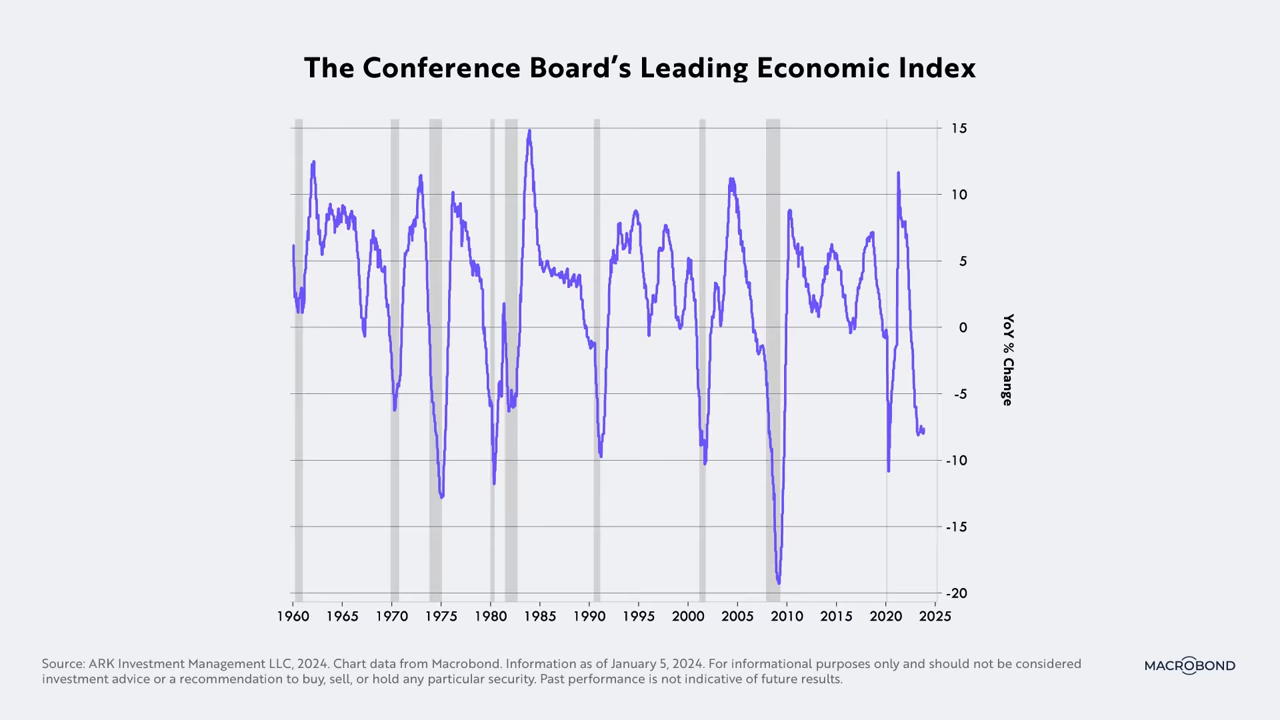 The Conference Board’s Leading Economic Index
15
10
5
0
-5
-10
-15
-20
YoY % Change
1960 1965 1970 1975 1980 1985 1990 1995 2000 2005 2010 2015 2020 2025
Source: ARK Investment Management LLC, 2024. Chart data from Macrobond. Information as of January 5, 2024. For informational purposes only and should not be considered
investment advice or a recommendation to buy, sell, or hold any particular security. Past performance is not indicative of future results.
MACROBOND